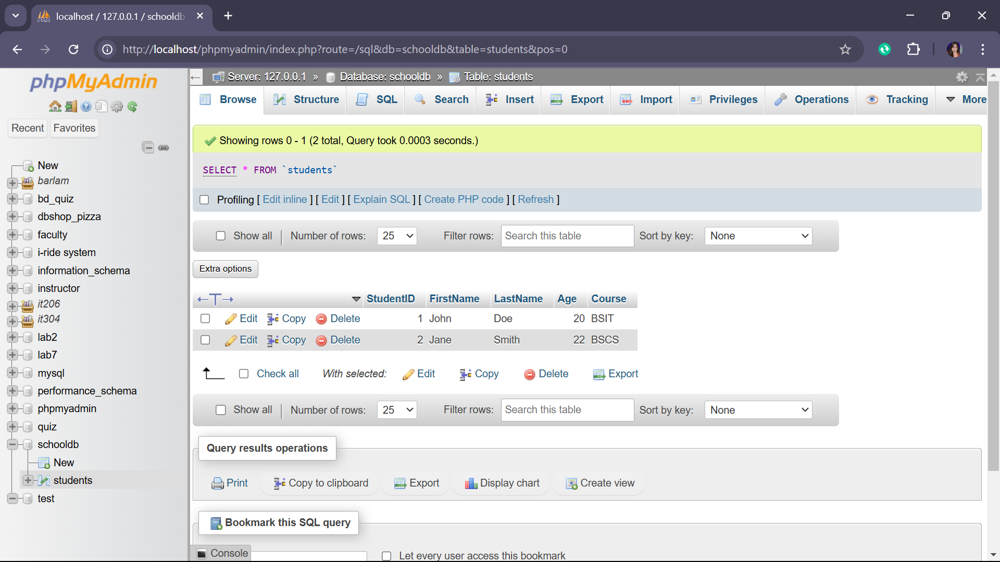 localhost / 127.0.0.1 / schooldb
http://localhost/phpmyadmin/index.php?route=/sql&db=schooldb&table=students&pos=0
phpMyAdmin
Recent Favorites
New
barlam
bd_quiz
dbshop_pizza
faculty
i-ride system
information_schema
instructor
it206
it304
lab2
lab7
mysql
performance_schema
phpmyadmin
quiz
schooldb
New
students
test
Server: 127.0.0.1 » Database: schooldb » Table: students
Browse Structure SQL Search Insert Export Import Privileges Operations Tracking More
Showing rows 0 - 1 (2 total, Query took 0.0003 seconds.)
SELECT * FROM `students`
Profiling [ Edit inline ] [ Edit ] [ Explain SQL ] [ Create PHP code ] [ Refresh ]
Show all | Number of rows: 25 Filter rows: Search this table Sort by key: None
Extra options
←T→ StudentID FirstName LastName Age Course
Edit Copy Delete 1 John Doe 20 BSIT
Edit Copy Delete 2 Jane Smith 22 BSCS
Check all With selected: Edit Copy Delete Export
Show all | Number of rows: 25 Filter rows: Search this table Sort by key: None
Query results operations
Print Copy to clipboard Export Display chart Create view
Bookmark this SQL query
Console
Let every user access this bookmark